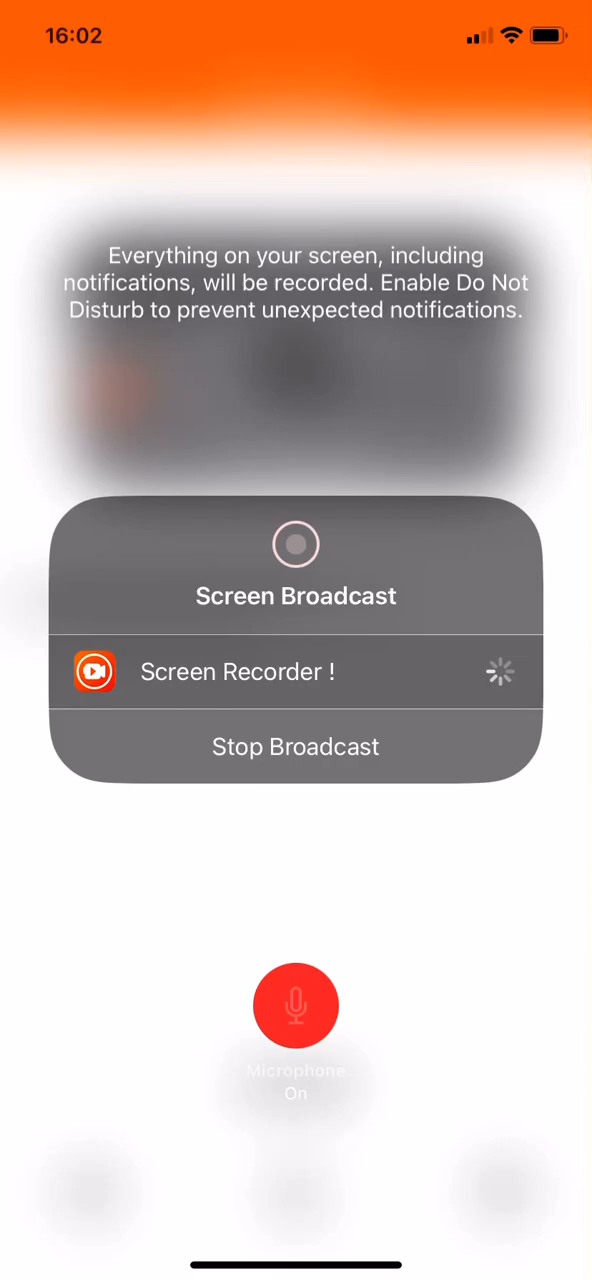 16:02
Everything on your screen, including
notifications, will be recorded. Enable Do Not
Disturb to prevent unexpected notifications.
Screen Broadcast
Screen Recorder !
Stop Broadcast
Microphone
On